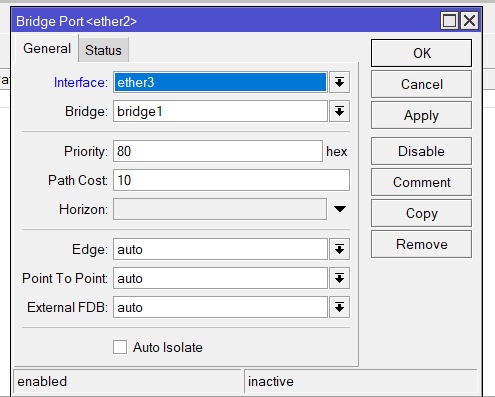 Bridge Port <ether2>
General Status
Interface: ether3
Bridge: bridge1
Priority: 80 hex
Path Cost: 10
Horizon:
Edge: auto
Point To Point: auto
External FDB: auto
Auto Isolate
enabled inactive
OK
Cancel
Apply
Disable
Comment
Copy
Remove